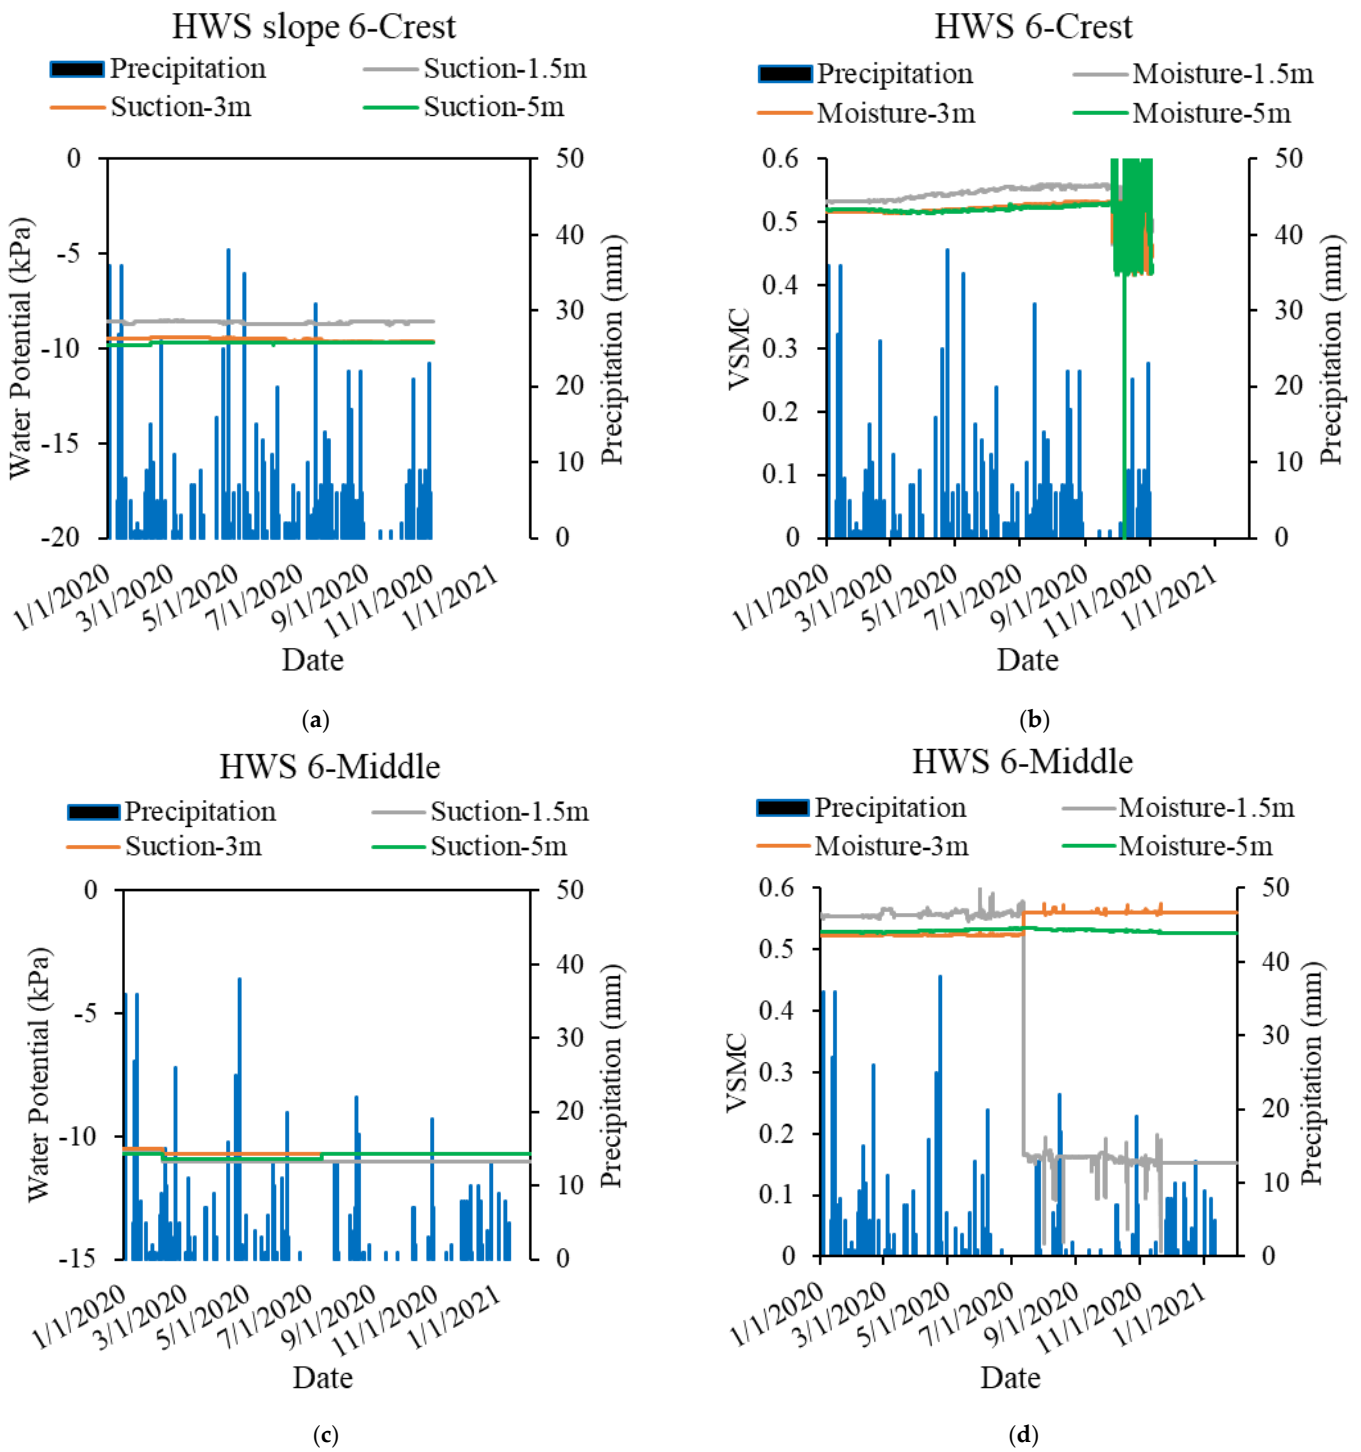 HWS slope 6-Crest
Precipitation Suction-1.5m
Suction-3m Suction-5m
0 50
40
-5
30
-10
20
-15
10
-20 0
Water Potential (kPa)
Precipitation (mm)
1/1/2020 3/1/2020 5/1/2020 7/1/2020 9/1/2020 11/1/2020 1/1/2021
Date
(a)
HWS 6-Crest
Precipitation Moisture-1.5m
Moisture-3m Moisture-5m
0.6 50
0.5 40
0.4
30
0.3
20
0.2
0.1 10
0 0
VSMC
Precipitation (mm)
1/1/2020 3/1/2020 5/1/2020 7/1/2020 9/1/2020 11/1/2020 1/1/2021
Date
(b)
HWS 6-Middle
Precipitation Suction-1.5m
Suction-3m Suction-5m
0 50
40
-5
30
20
-10
10
-15 0
Water Potential (kPa)
Precipitation (mm)
1/1/2020 3/1/2020 5/1/2020 7/1/2020 9/1/2020 11/1/2020 1/1/2021
Date
(c)
HWS 6-Middle
Precipitation Moisture-1.5m
Moisture-3m Moisture-5m
0.6 50
0.5 40
0.4
30
0.3
20
0.2
0.1 10
0 0
VSMC
Precipitation (mm)
1/1/2020 3/1/2020 5/1/2020 7/1/2020 9/1/2020 11/1/2020 1/1/2021
Date
(d)